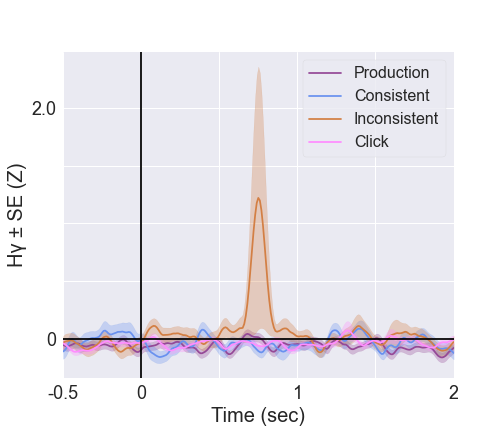 Production
Consistent
Inconsistent
Click
2.0
0
Hγ ± SE (Z)
-0.5 0 1 2
Time (sec)